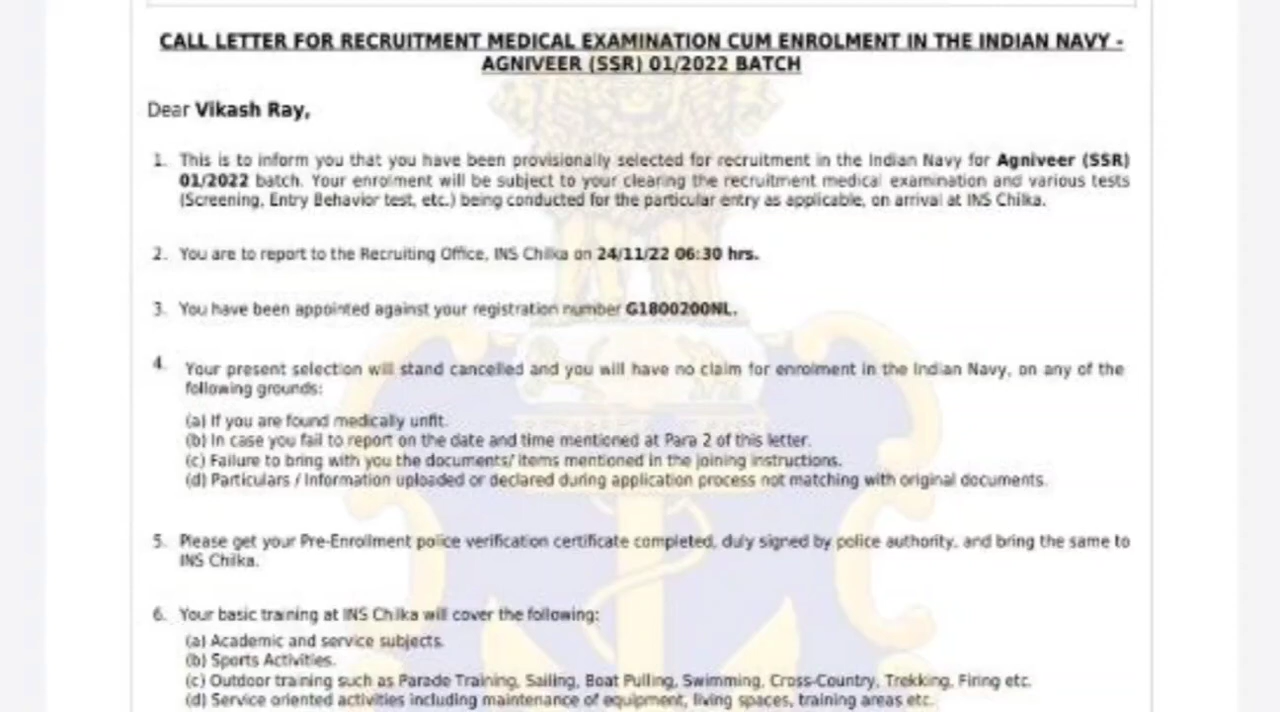 CALL LETTER FOR RECRUITMENT MEDICAL EXAMINATION CUM ENROLMENT IN THE INDIAN NAVY -
AGNIVEER (SSR) 01/2022 BATCH
Dear Vikash Ray,
1. This is to inform you that you have been provisionally selected for recruitment in the Indian Navy for Agniveer (SSR)
01/2022 batch. Your enrolment will be subject to your clearing the recruitment medical examination and various tests
(Screening, Entry Behavior test, etc.) being conducted for the particular entry as applicable, on arrival at INS Chilka.
2. You are to report to the Recruiting Office, INS Chilka on 24/11/22 06:30 hrs.
3. You have been appointed against your registration number G1800200NL.
4. Your present selection will stand cancelled and you will have no claim for enrolment in the Indian Navy, on any of the
following grounds:
(a) If you are found medically unfit.
(b) In case you fail to report on the date and time mentioned at Para 2 of this letter.
(c) Failure to bring with you the documents/ items mentioned in the joining instructions.
(d) Particulars / Information uploaded or declared during application process not matching with original documents.
5. Please get your Pre-Enrollment police verification certificate completed, duly signed by police authority, and bring the same to
INS Chilka.
6. Your basic training at INS Chilka will cover the following:
(a) Academic and service subjects.
(b) Sports Activities.
(c) Outdoor training such as Parade Training, Sailing, Boat Pulling, Swimming, Cross-Country, Trekking, Firing etc.
(d) Service oriented activities including maintenance of equipment, living spaces, training areas etc.